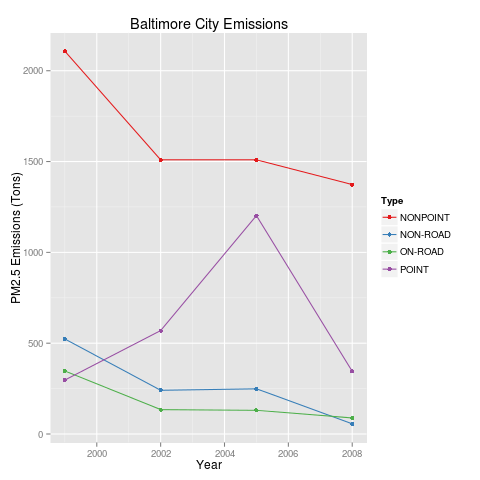 Baltimore City Emissions
PM2.5 Emissions (Tons)
2000
1500
1000
500
0
2000 2002 2004 2006 2008
Year
Type
NONPOINT
NON-ROAD
ON-ROAD
POINT